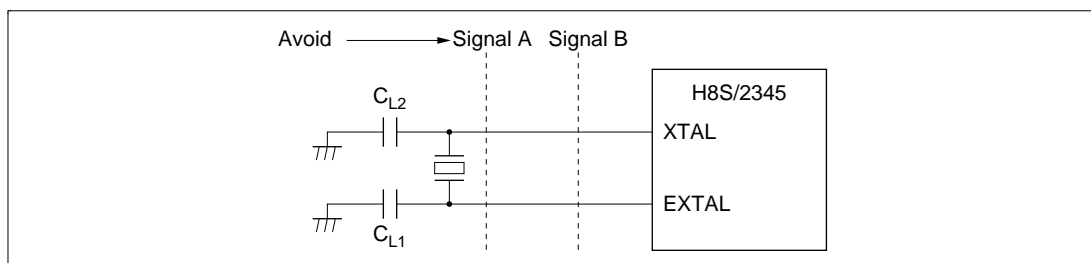 Avoid Signal A Signal B
H8S/2345
CL2
XTAL
EXTAL
CL1